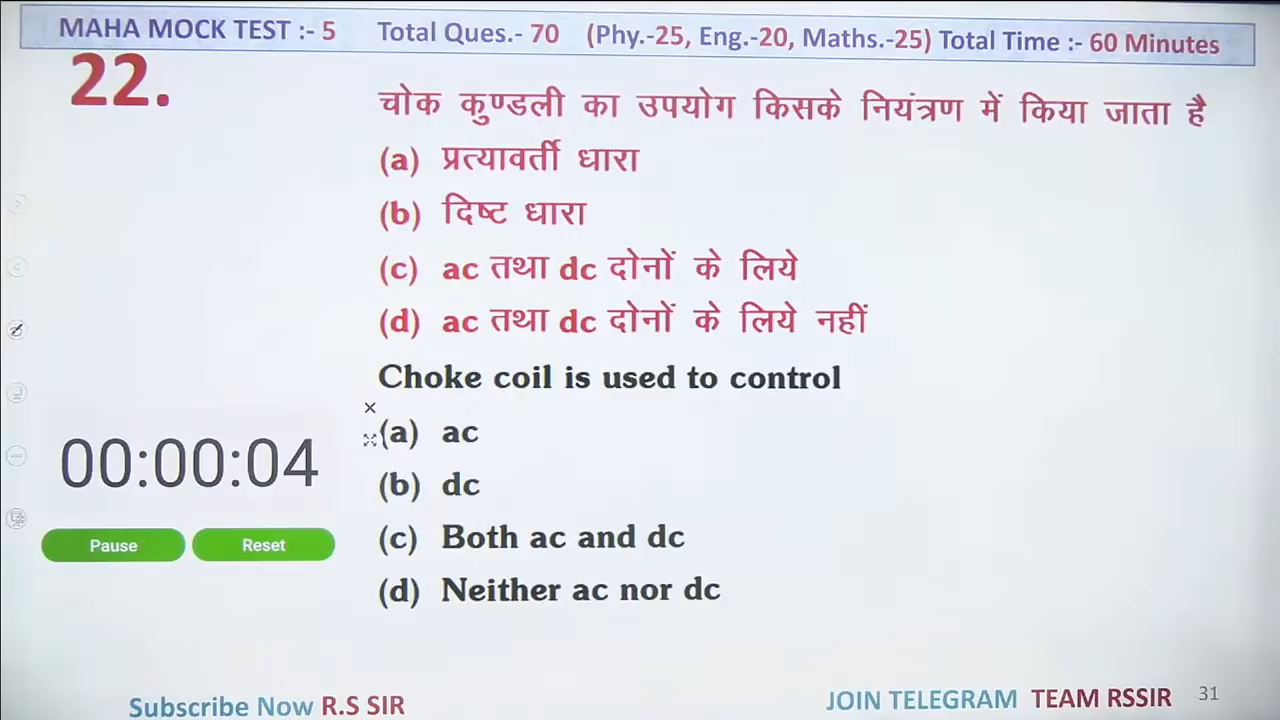 MAHA MOCK TEST :- 5 Total Ques.- 70 (Phy.-25, Eng.-20, Maths.-25) Total Time :- 60 Minutes
22.
चोक कुण्डली का उपयोग किसके नियंत्रण में किया जाता है
(a) प्रत्यावर्ती धारा
(b) दिष्ट धारा
(c) ac तथा dc दोनों के लिये
(d) ac तथा dc दोनों के लिये नहीं
Choke coil is used to control
(a) ac
(b) dc
(c) Both ac and dc
(d) Neither ac nor dc
00:00:04
Pause Reset
Subscribe Now R.S SIR
JOIN TELEGRAM TEAM RSSIR 31